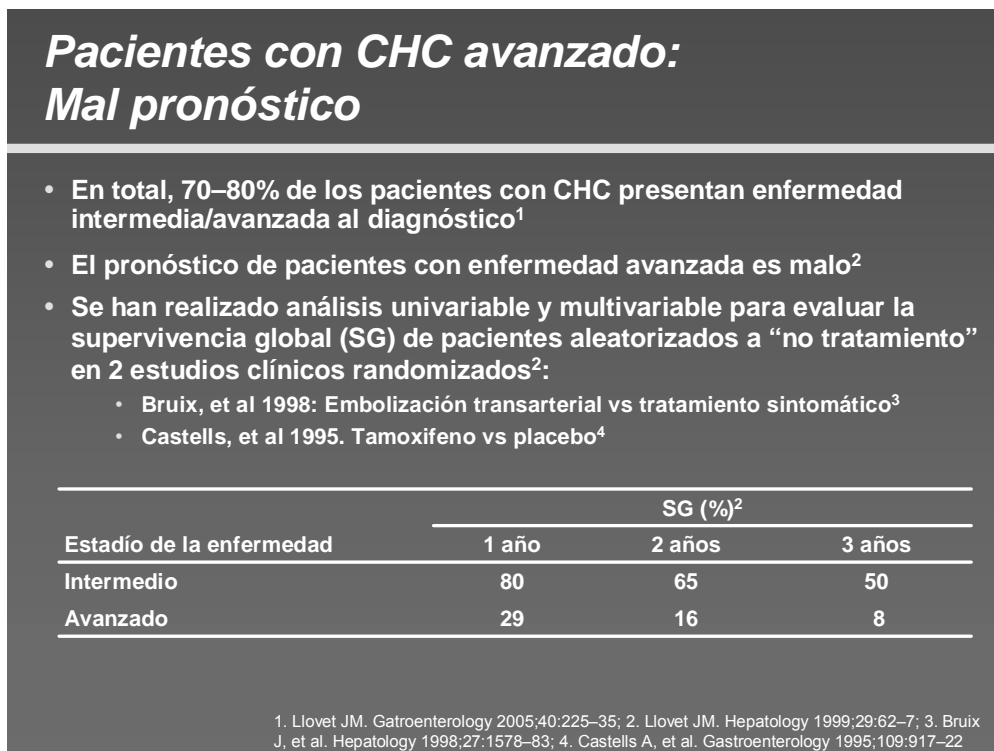 Pacientes con CHC avanzado:
Mal pronóstico
• En total, 70–80% de los pacientes con CHC presentan enfermedad
intermedia/avanzada al diagnóstico¹
• El pronóstico de pacientes con enfermedad avanzada es malo²
• Se han realizado análisis univariable y multivariable para evaluar la
supervivencia global (SG) de pacientes aleatorizados a “no tratamiento”
en 2 estudios clínicos randomizados²:
• Bruix, et al 1998: Embolización transarterial vs tratamiento sintomático³
• Castells, et al 1995. Tamoxifeno vs placebo⁴
SG (%)²
Estadío de la enfermedad 1 año 2 años 3 años
Intermedio 80 65 50
Avanzado 29 16 8
1. Llovet JM. Gatroenterology 2005;40:225–35; 2. Llovet JM. Hepatology 1999;29:62–7; 3. Bruix
J, et al. Hepatology 1998;27:1578–83; 4. Castells A, et al. Gastroenterology 1995;109:917–22